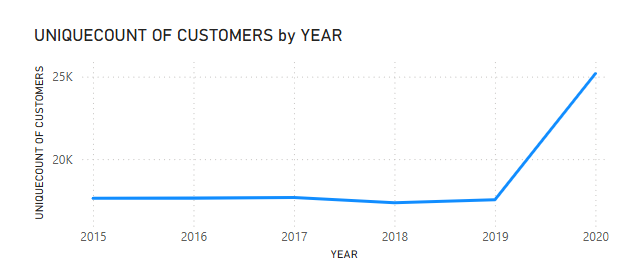 UNIQUECOUNT OF CUSTOMERS by YEAR
UNIQUECOUNT OF CUSTOMERS
25K
20K
2015 2016 2017 2018 2019 2020
YEAR